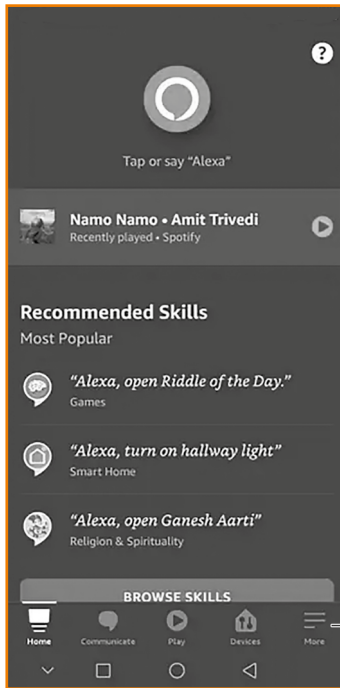 ?
Tap or say “Alexa”
Namo Namo • Amit Trivedi
Recently played • Spotify
Recommended Skills
Most Popular
“Alexa, open Riddle of the Day.”
Games
“Alexa, turn on hallway light”
Smart Home
“Alexa, open Ganesh Aarti”
Religion & Spirituality
BROWSE SKILLS
Home Communicate Play Devices More